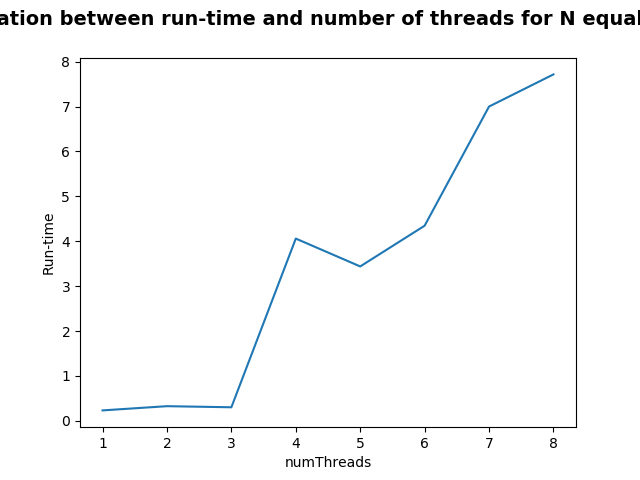 ation between run-time and number of threads for N equal
8
7
6
5
4
3
2
1
0
Run-time
1 2 3 4 5 6 7 8
numThreads